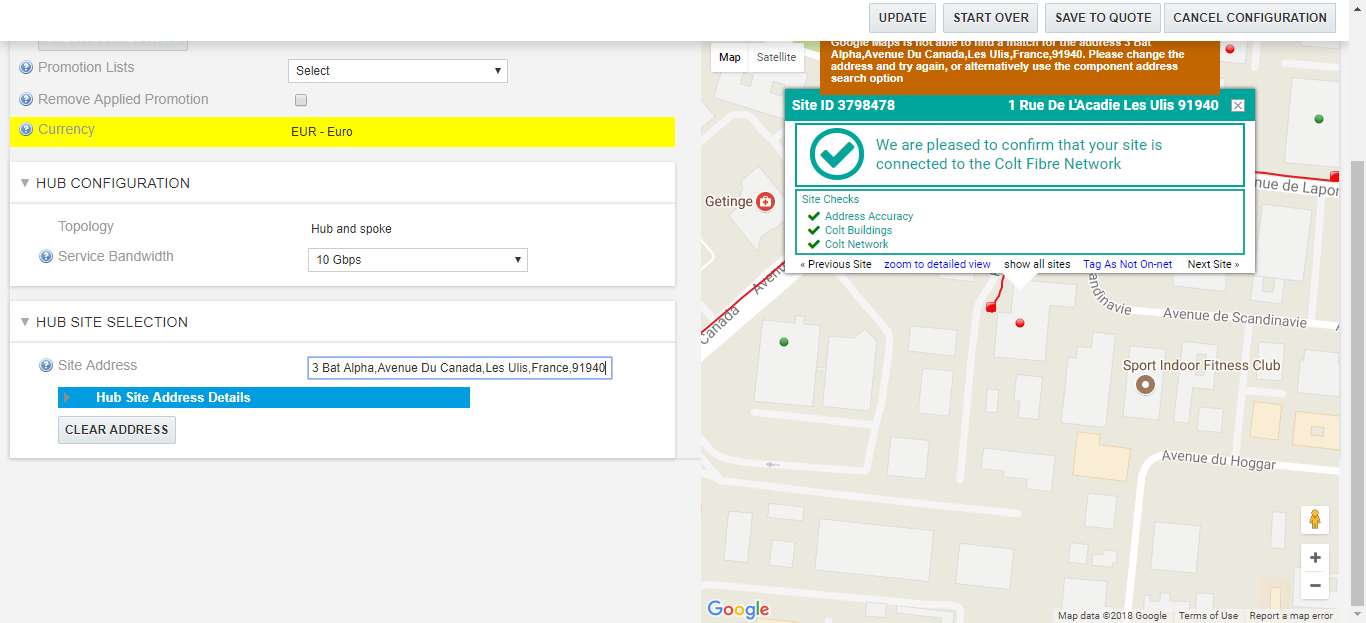 UPDATE
START OVER
SAVE TO QUOTE
CANCEL CONFIGURATION
Promotion Lists
Select
Remove Applied Promotion
Currency
EUR - Euro
HUB CONFIGURATION
Topology
Hub and spoke
Service Bandwidth
10 Gbps
HUB SITE SELECTION
Site Address
3 Bat Alpha,Avenue Du Canada,Les Ulis,France,91940
Hub Site Address Details
CLEAR ADDRESS
Map
Satellite
Google Maps is not able to find a match for the address 3 Bat
Alpha,Avenue Du Canada,Les Ulis,France,91940. Please change the
address and try again, or alternatively use the component address
search option
Site ID 3798478
1 Rue De L'Acadie Les Ulis 91940
We are pleased to confirm that your site is
connected to the Colt Fibre Network
Site Checks
Address Accuracy
Colt Buildings
Colt Network
« Previous Site
zoom to detailed view
show all sites
Tag As Not On-net
Next Site »
Getinge
nue de Lapor
Avenue
Canada
andinavie
Avenue de Scandinavie
Sport Indoor Fitness Club
Avenue du Hoggar
Google
Map data ©2018 Google
Terms of Use
Report a map error